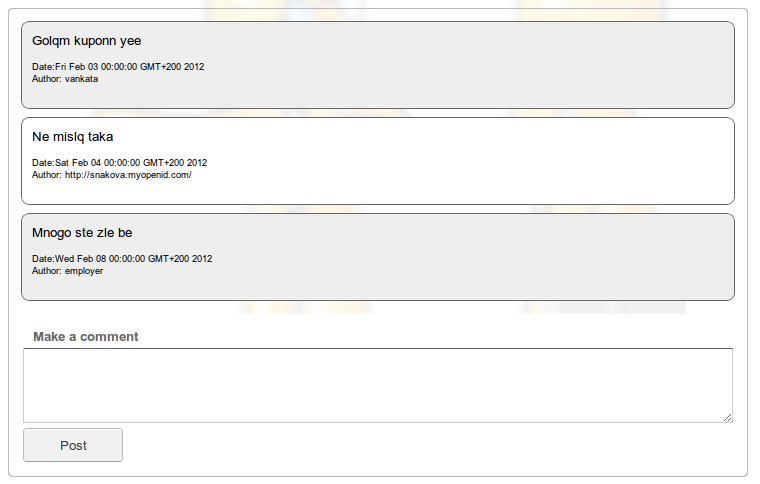 Golqm kuponn yee
Date:Fri Feb 03 00:00:00 GMT+200 2012
Author: vankata
Ne mislq taka
Date:Sat Feb 04 00:00:00 GMT+200 2012
Author: http://snakova.myopenid.com/
Mnogo ste zle be
Date:Wed Feb 08 00:00:00 GMT+200 2012
Author: employer
Make a comment
Post